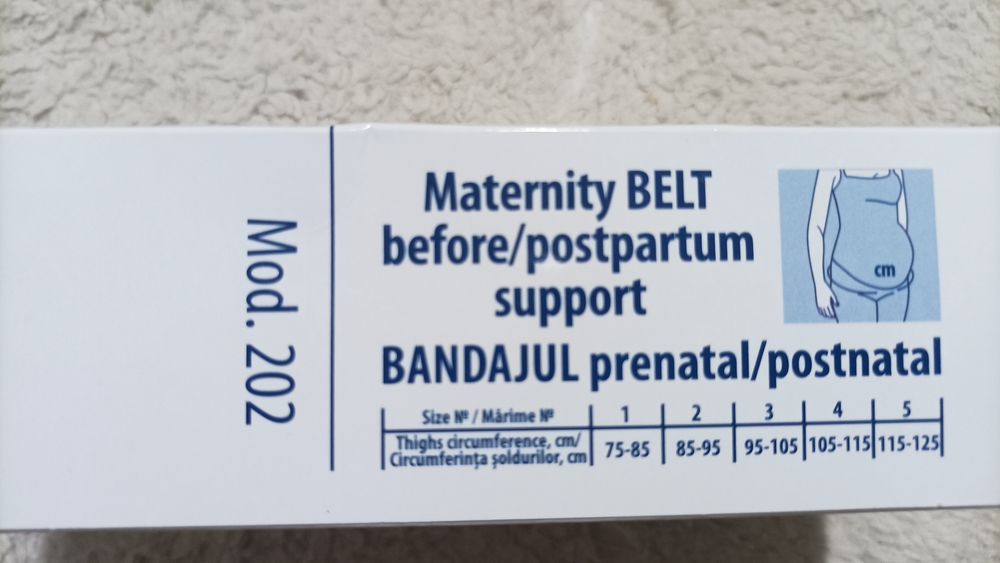 Mod. 202
Maternity BELT
before/postpartum
support
cm
BANDAJUL prenatal/postnatal
Size № / Mărime № 1 2 3 4 5
Thighs circumference, cm/
Circumferința șoldurilor, cm 75-85 85-95 95-105 105-115 115-125